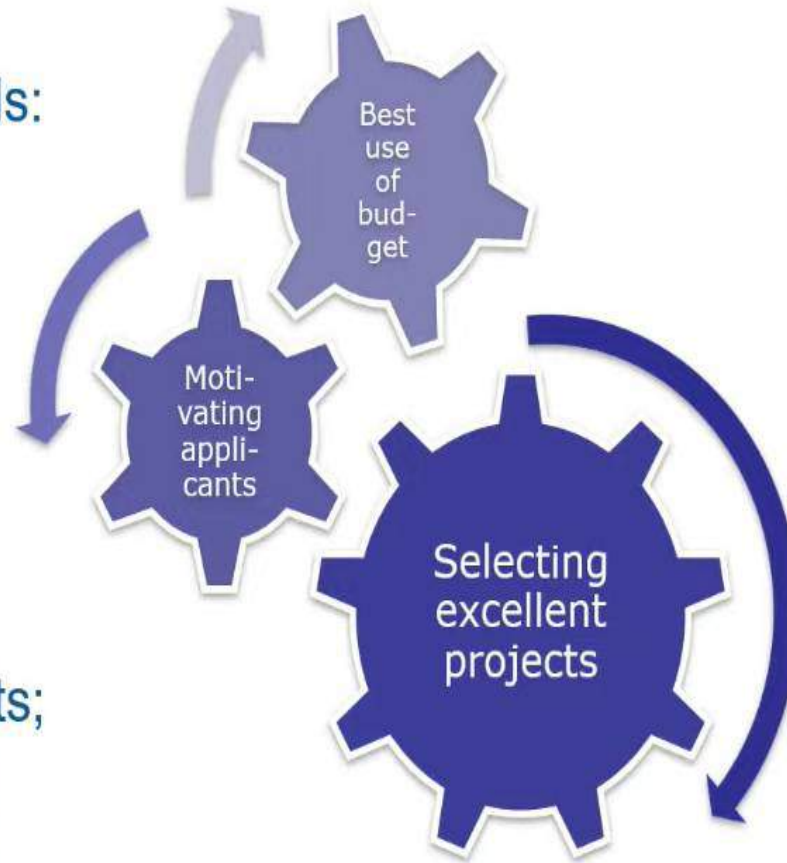 ls:
Best
use
of
bud-
get
Moti-
vating
appli-
cants
Selecting
excellent
projects
ts;